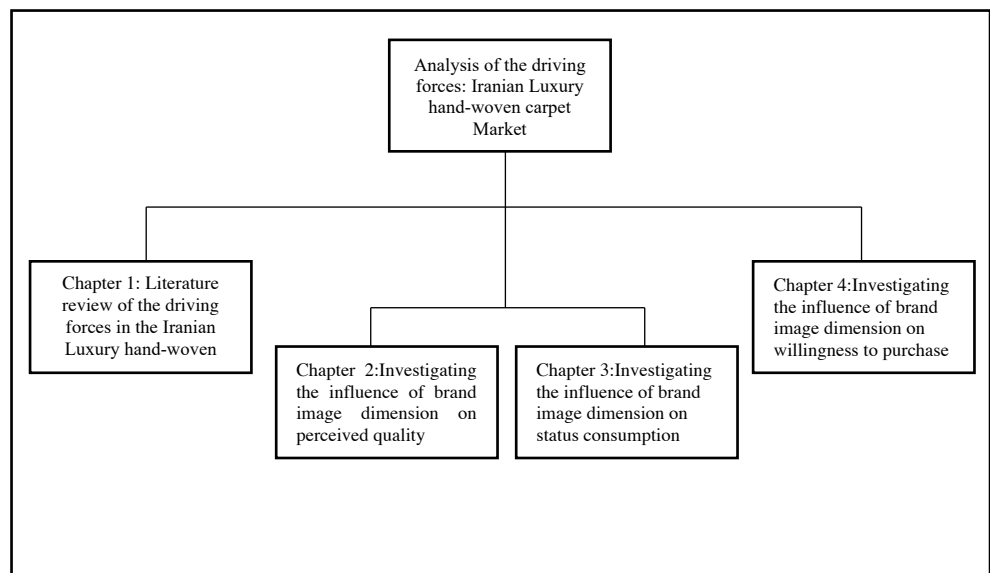 Analysis of the driving
forces: Iranian Luxury
hand-woven carpet
Market
Chapter 1: Literature
review of the driving
forces in the Iranian
Luxury hand-woven
Chapter 2:Investigating
the influence of brand
image dimension on
perceived quality
Chapter 3:Investigating
the influence of brand
image dimension on
status consumption
Chapter 4:Investigating
the influence of brand
image dimension on
willingness to purchase